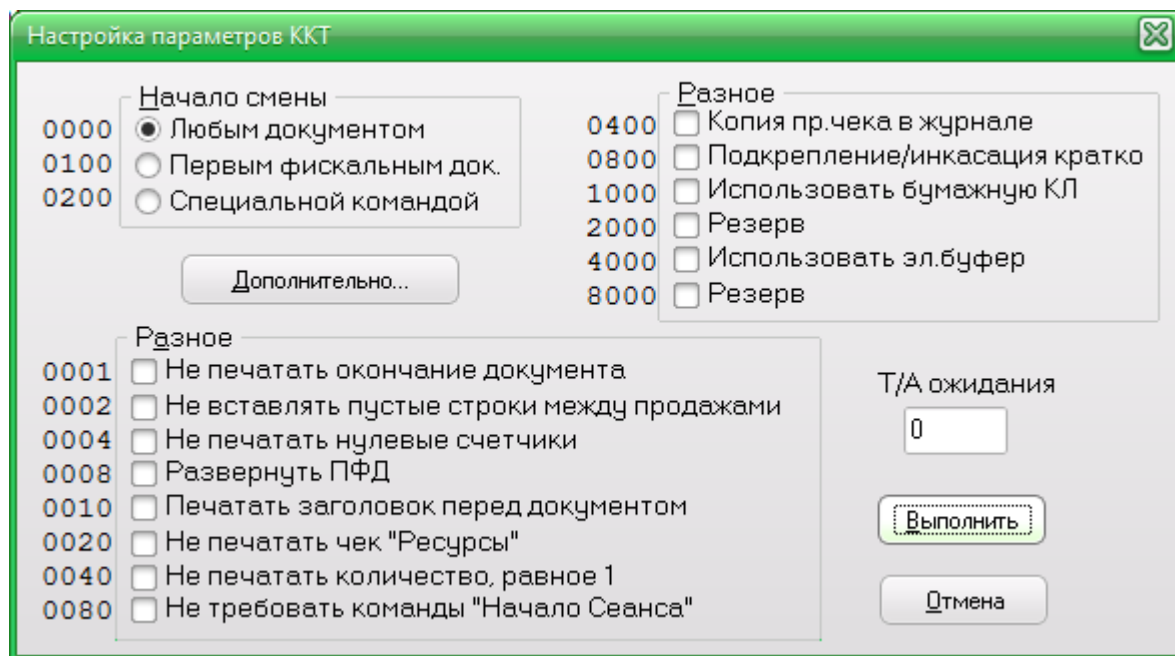 Настройка параметров ККТ
Начало смены
0000 Любым документом
0100 Первым фискальным док.
0200 Специальной командой
Дополнительно...
Разное
0400 Копия пр.чека в журнале
0800 Подкрепление/инкасация кратко
1000 Использовать бумажную КЛ
2000 Резерв
4000 Использовать эл.буфер
8000 Резерв
Разное
0001 Не печатать окончание документа
0002 Не вставлять пустые строки между продажами
0004 Не печатать нулевые счетчики
0008 Развернуть ПФД
0010 Печатать заголовок перед документом
0020 Не печатать чек "Ресурсы"
0040 Не печатать количество, равное 1
0080 Не требовать команды "Начало Сеанса"
Т/А ожидания
0
Выполнить
Отмена